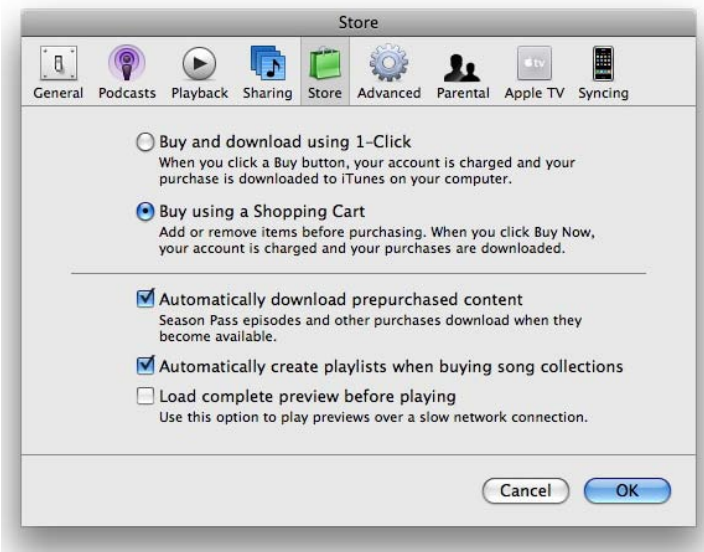 Store
General Podcasts Playback Sharing Store Advanced Parental Apple TV Syncing
Buy and download using 1-Click
When you click a Buy button, your account is charged and your
purchase is downloaded to iTunes on your computer.
Buy using a Shopping Cart
Add or remove items before purchasing. When you click Buy Now,
your account is charged and your purchases are downloaded.
Automatically download prepurchased content
Season Pass episodes and other purchases download when they
become available.
Automatically create playlists when buying song collections
Load complete preview before playing
Use this option to play previews over a slow network connection.
Cancel OK